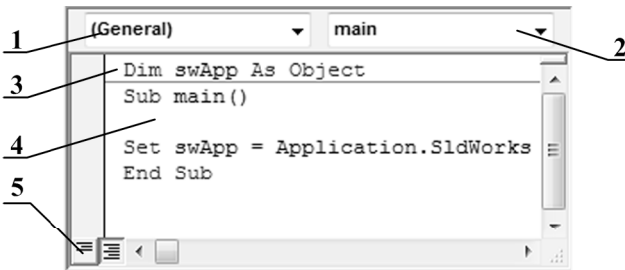 1 (General) main 2
3 Dim swApp As Object
Sub main()
4 Set swApp = Application.SldWorks
End Sub
5